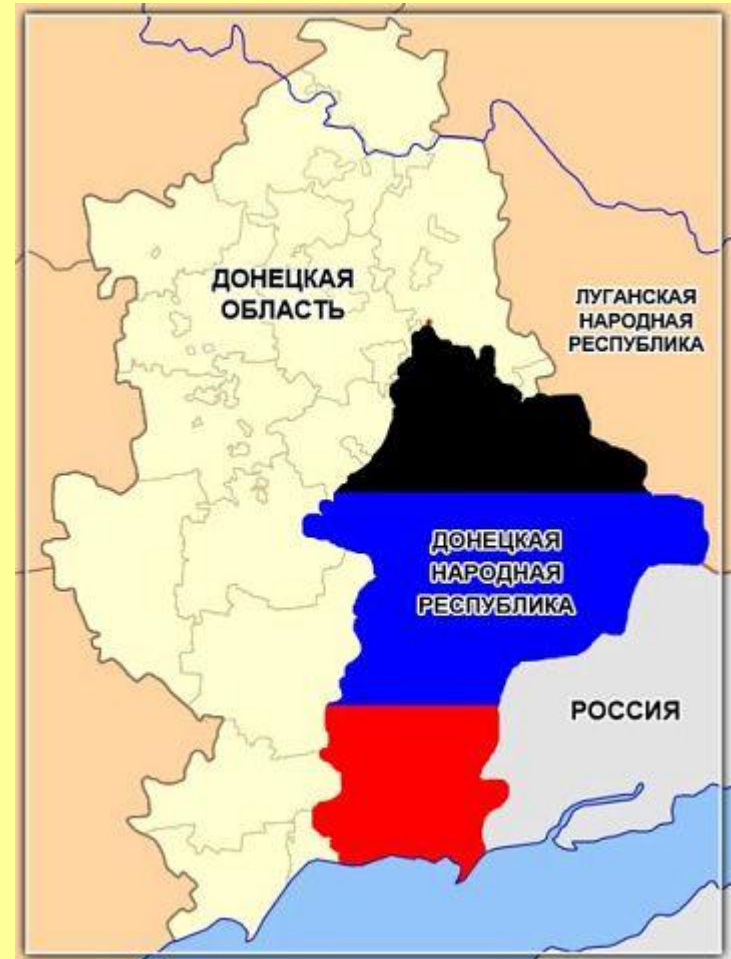 ДОНЕЦКАЯ
ОБЛАСТЬ
ЛУГАНСКАЯ
НАРОДНАЯ
РЕСПУБЛИКА
ДОНЕЦКАЯ
НАРОДНАЯ
РЕСПУБЛИКА
РОССИЯ